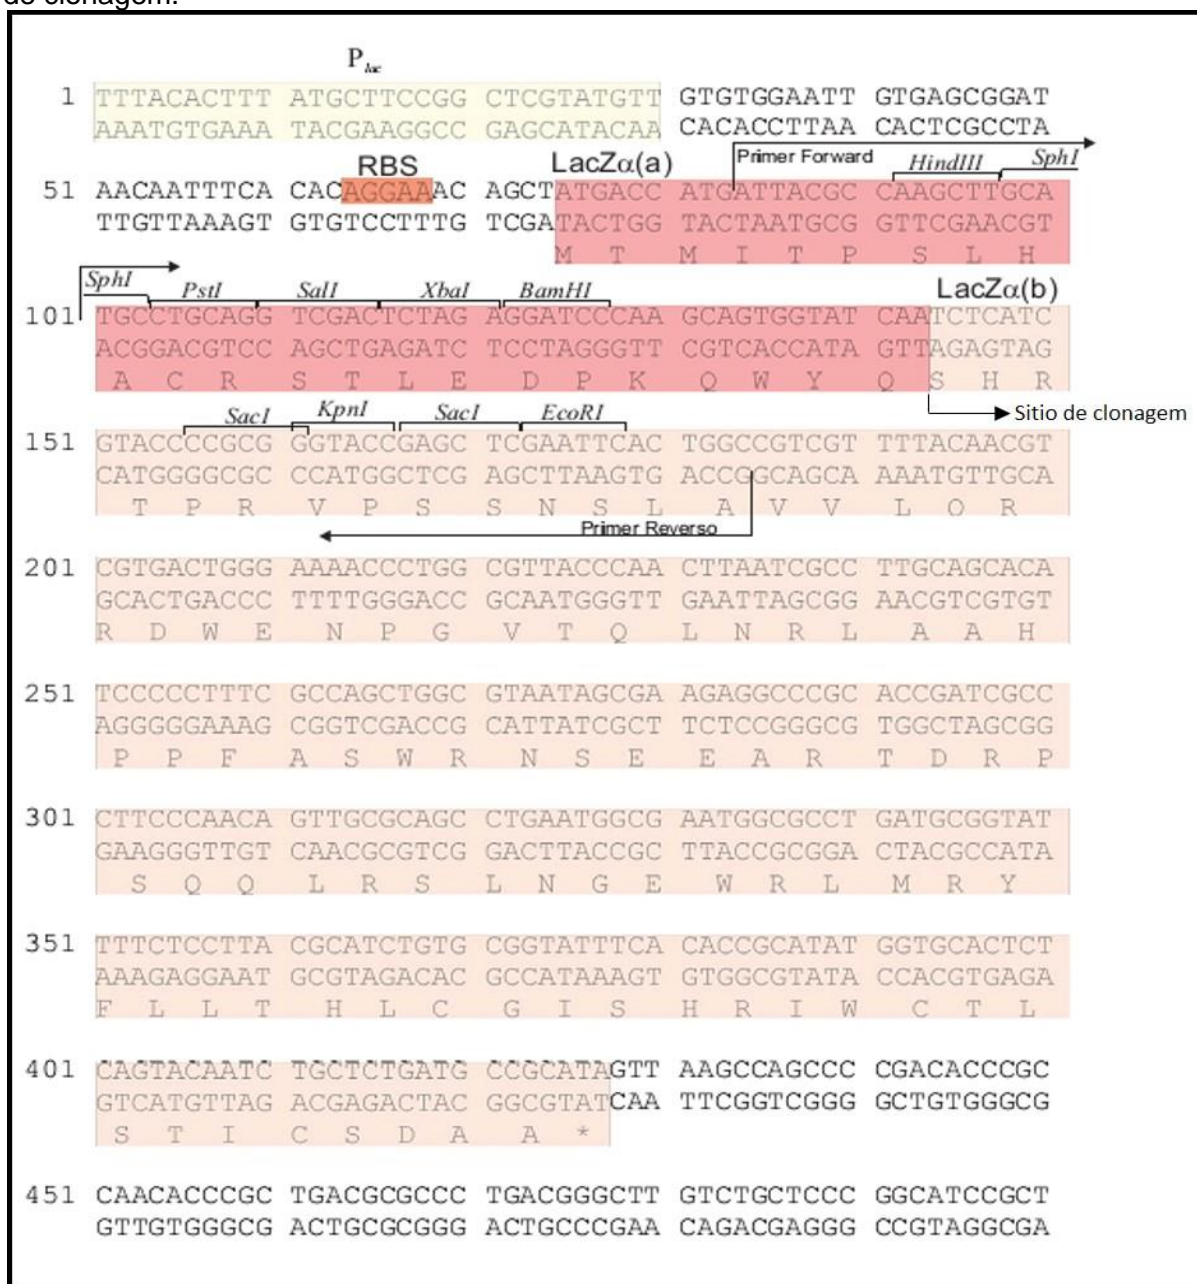 de clonagem.
P lac
1 TTTACACTTT ATGCTTCCGG CTCGTATGTT GTGTGGAATT GTGAGCGGAT
AAATGTGAAA TACGAAGGCC GAGCATACAA CACACCTTAA CACTCGCCTA
RBS LacZα(a) Primer Forward HindIII SphI
51 AACAATTTCA CACAGGAAAC AGCTATGACC ATGATTACGC CAAGCTTGCA
TTGTTAAAGT GTGTCCTTTG TCGATACTGG TACTAATGCG GTTCGAACGT
M T M I T P S L H
SphI PstI SalI XbaI BamHI LacZα(b)
101 TGCCTGCAGG TCGACTCTAGA GGATCCCCAA GCAGTGGTAT CAATCTCATC
ACGGACGTCC AGCTGAGATC TCCTAGGGTT CGTCACCATA GTTAGAGTAG
A C R S T L E D P K Q W Y Q S H R
Sitio de clonagem
SacI KpnI SacI EcoRI
151 GTACCCCGCG GGTACCGAGC TCGAATTCAC TGGCCGTCGT TTTACAACGT
CATGGGGCGC CCATGGCTCG AGCTTAAGTG ACCGGCAGCA AAATGTTGCA
T P R V P S S N S L A V V L Q R
Primer Reverso
201 CGTGACTGGG AAAACCCTGG CGTTACCCAA CTTAATCGCC TTGCAGCACA
GCACTGACCC TTTTGGGACC GCAATGGGTT GAATTAGCGG AACGTCGTGT
R D W E N P G V T Q L N R L A A H
251 TCCCCCTTTC GCCAGCTGGC GTAATAGCGA AGAGGCCCGC ACCGATCGCC
AGGGGGAAAG CGGTCGACCG CATTATCGCT TCTCCGGGCG TGGCTAGCGG
P P F A S W R N S E E A R T D R P
301 CTTCCCAACA GTTGCGCAGC CTGAATGGCG AATGGCGCCT GATGCGGTAT
GAAGGGTTGT CAACGCGTCG GACTTACCGC TTACCGCGGA CTACGCCATA
S Q Q L R S L N G E W R L M R Y
351 TTTCTCCTTA CGCATCTGTG CGGTATTTCA CACCGCATAT GGTGCACTCT
AAAGAGGAAT GCGTAGACAC GCCATAAAGT GTGGCGTATA CCACGTGAGA
F L L T H L C G I S H R I W C T L
401 CAGTACAATC TGCTCTGATG CCGCATAGTT AAGCCAGCCC CGACACCCGC
GTCATGTTAG ACGAGACTAC GGCGTATCAA TTCGGTCGGG GCTGTGGGCG
S T I C S D A A *
451 CAACACCCGC TGACGCGCCC TGACGGGCTT GTCTGCTCCC GGCATCCGCT
GTTGTGGGCG ACTGCGCGGG ACTGCCCGAA CAGACGAGGG CCGTAGGCGA